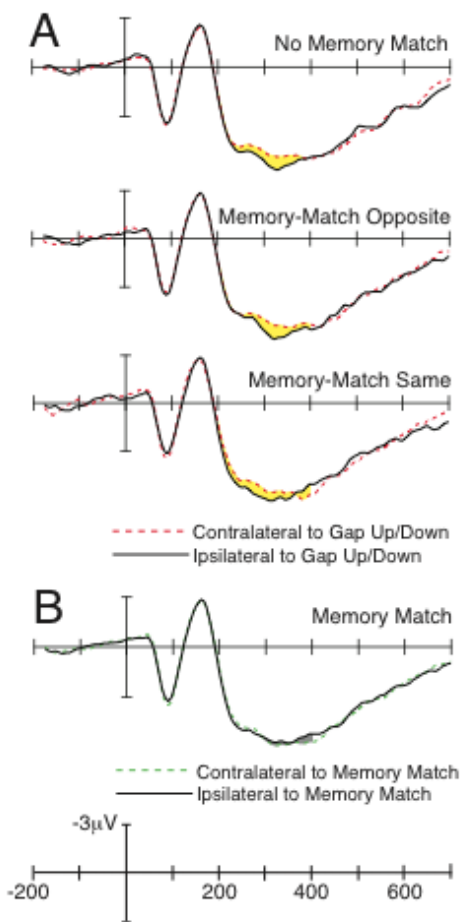 A
No Memory Match
Memory-Match Opposite
Memory-Match Same
Contralateral to Gap Up/Down
Ipsilateral to Gap Up/Down
B
Memory Match
Contralateral to Memory Match
Ipsilateral to Memory Match
-3µV
-200 200 400 600